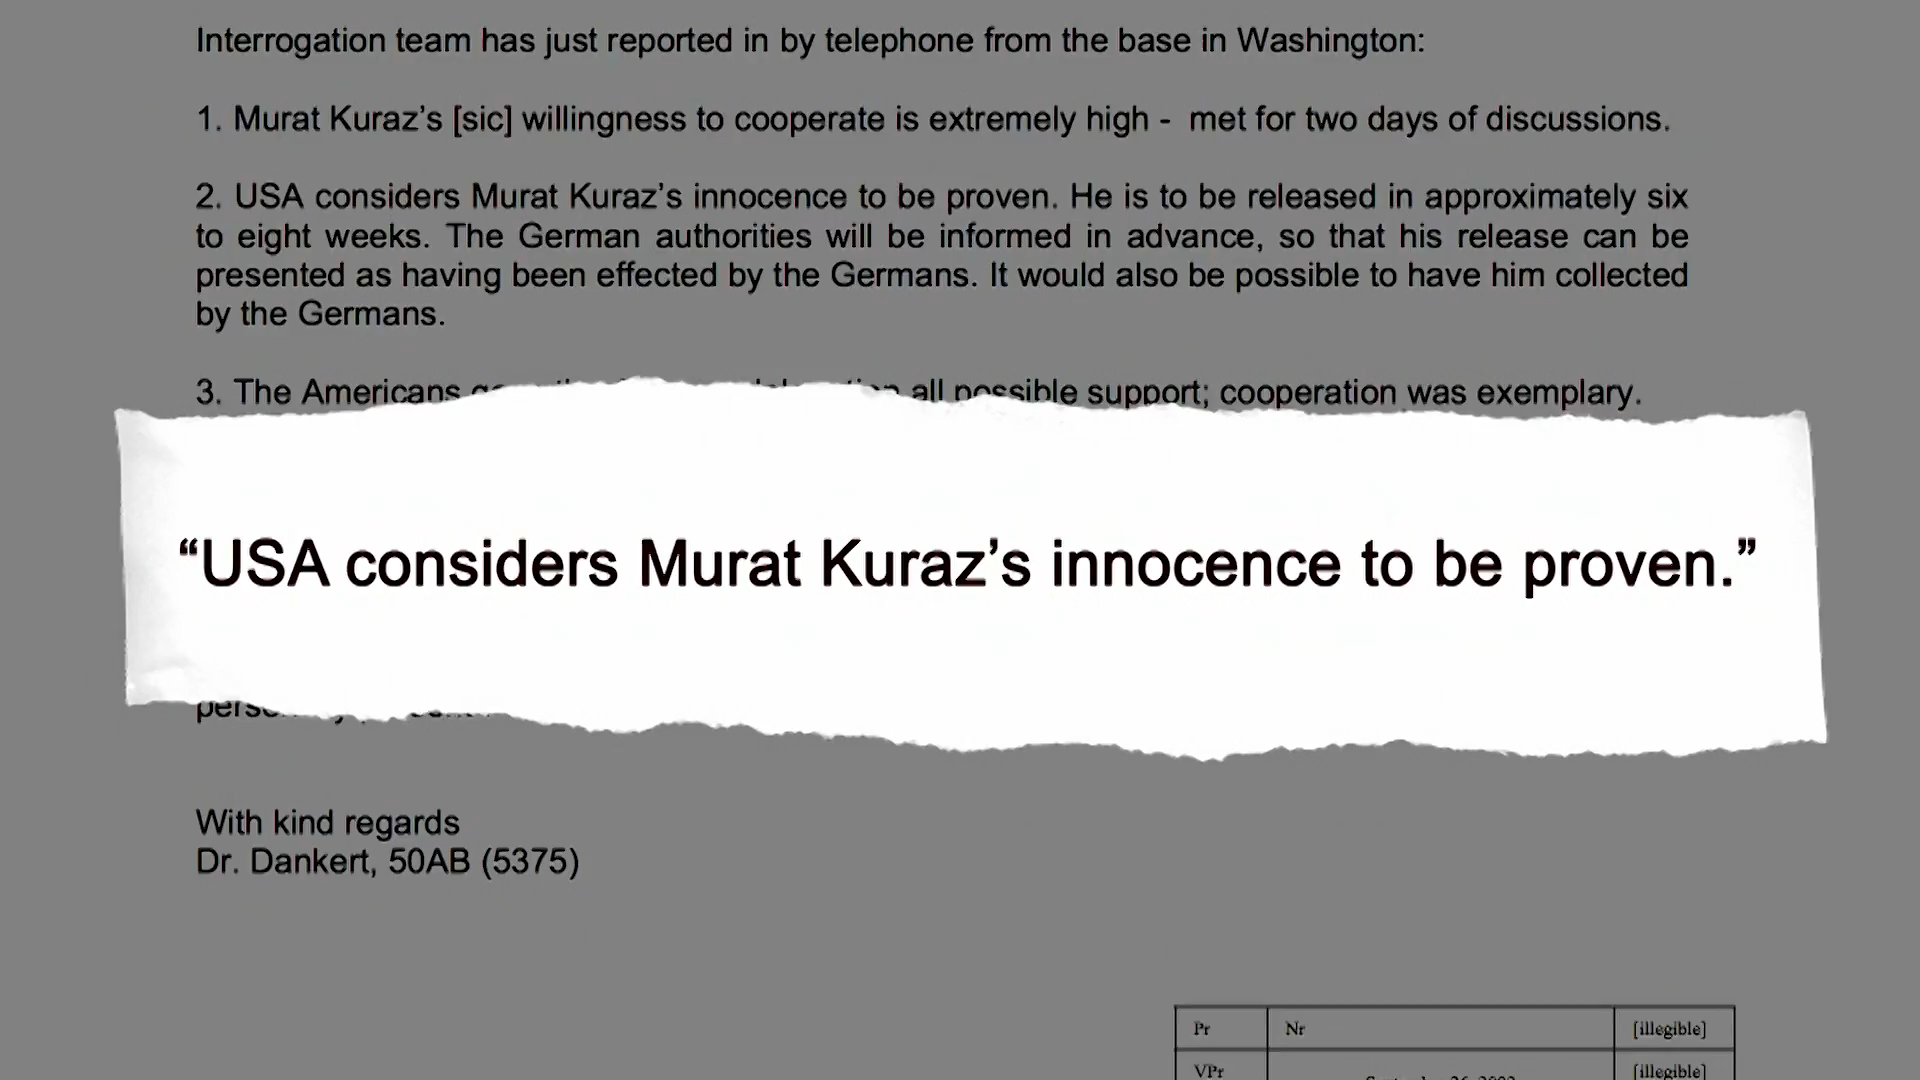 Interrogation team has just reported in by telephone from the base in Washington:
1. Murat Kuraz’s [sic] willingness to cooperate is extremely high - met for two days of discussions.
2. USA considers Murat Kuraz’s innocence to be proven. He is to be released in approximately six
to eight weeks. The German authorities will be informed in advance, so that his release can be
presented as having been effected by the Germans. It would also be possible to have him collected
by the Germans.
3. The Americans all possible support; cooperation was exemplary.
“USA considers Murat Kuraz’s innocence to be proven.”
With kind regards
Dr. Dankert, 50AB (5375)
Pr Nr [illegible]
VPr [illegible]